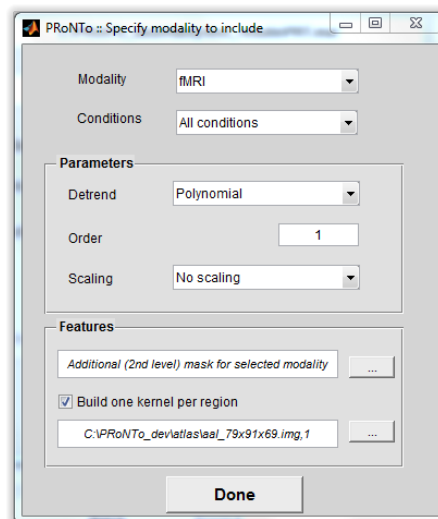 PRoNTo :: Specify modality to include
Modality
fMRI
Conditions
All conditions
Parameters
Detrend
Polynomial
Order
1
Scaling
No scaling
Features
Additional (2nd level) mask for selected modality
...
Build one kernel per region
C:\PRoNTo_dev\atlas\aal_79x91x69.img,1
...
Done